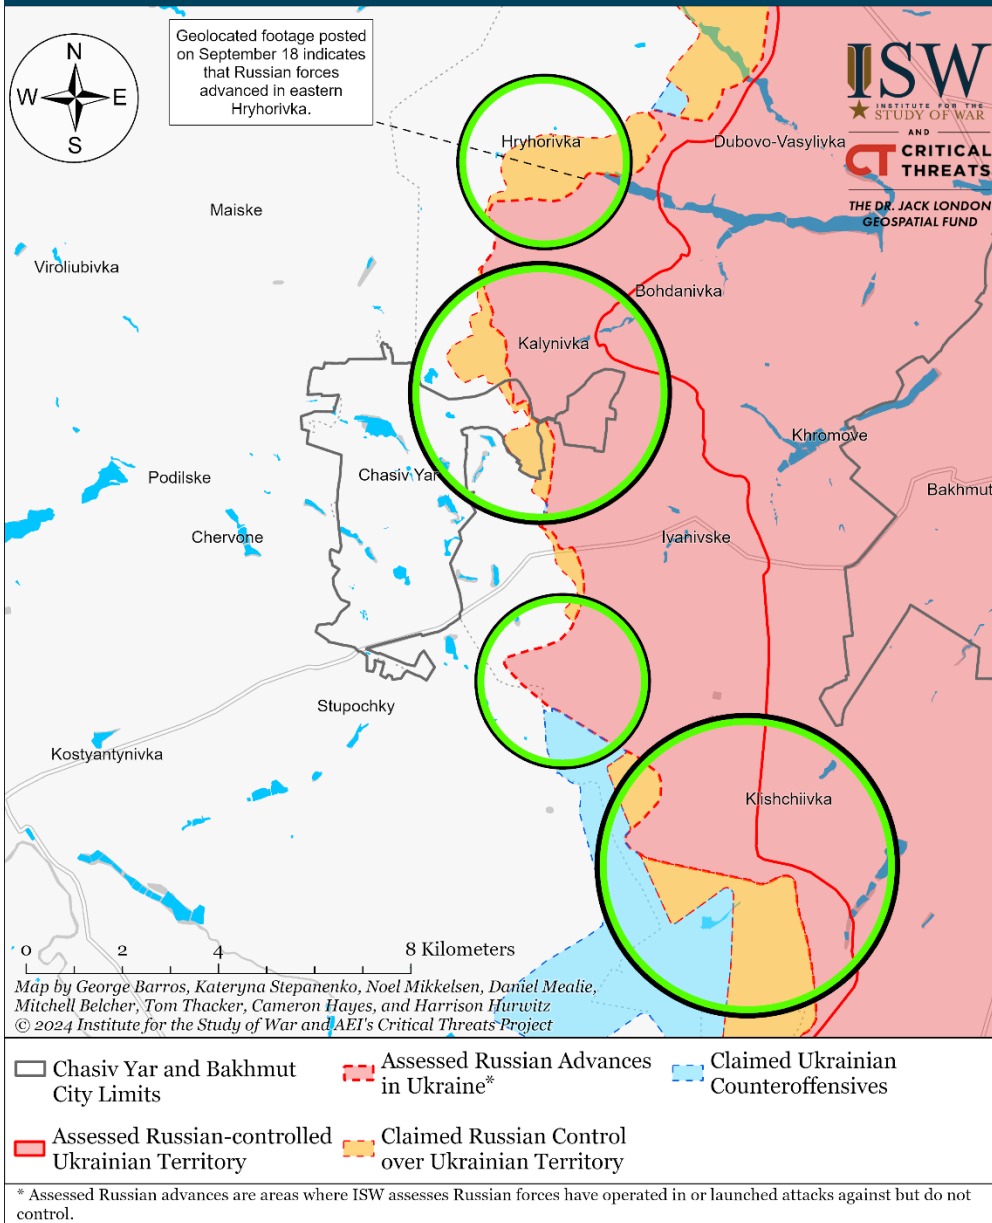 Geolocated footage posted
on September 18 indicates
that Russian forces
advanced in eastern
Hryhorivka.
N
W
E
S
ISW
INSTITUTE FOR THE
STUDY OF WAR
AND
CT CRITICAL
THREATS
THE DR. JACK LONDON
GEOSPATIAL FUND
Hryhorivka
Dubovo-Vasylivka
Maiske
Viroliubivka
Bohdanivka
Kalynivka
Khromove
Podilske
Chasiv Yar
Bakhmut
Chervone
Ivanivske
Stupochky
Kostyantynivka
Klishchiivka
0 2 4 8 Kilometers
Map by George Barros, Kateryna Stepanenko, Noel Mikkelsen, Daniel Mealie,
Mitchell Belcher, Tom Thacker, Cameron Hayes, and Harrison Hurwitz
© 2024 Institute for the Study of War and AEI's Critical Threats Project
Chasiv Yar and Bakhmut
City Limits
Assessed Russian Advances
in Ukraine*
Claimed Ukrainian
Counteroffensives
Assessed Russian-controlled
Ukrainian Territory
Claimed Russian Control
over Ukrainian Territory
* Assessed Russian advances are areas where ISW assesses Russian forces have operated in or launched attacks against but do not
control.